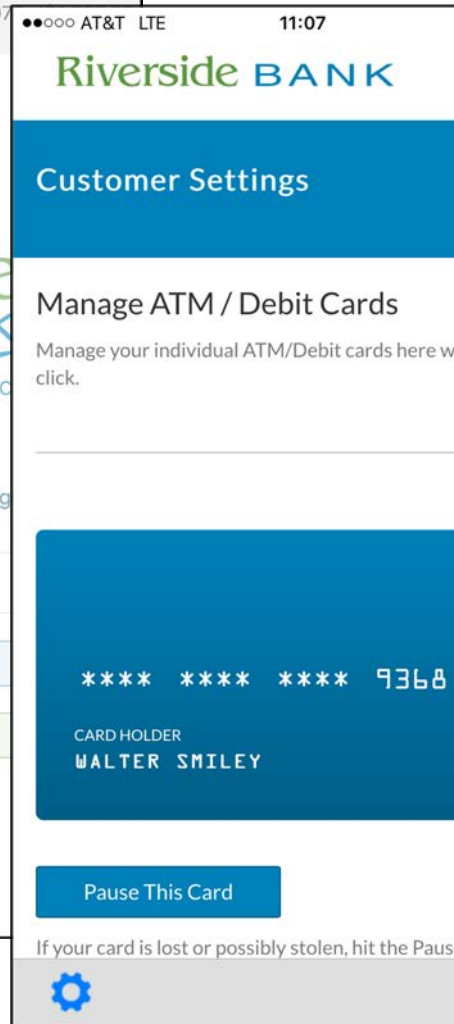 AT&T LTE 11:07
Riverside BANK
Customer Settings
Manage ATM / Debit Cards
Manage your individual ATM/Debit cards here
click.
**** **** **** 9368
CARD HOLDER
WALTER SMILEY
Pause This Card
If your card is lost or possibly stolen, hit the